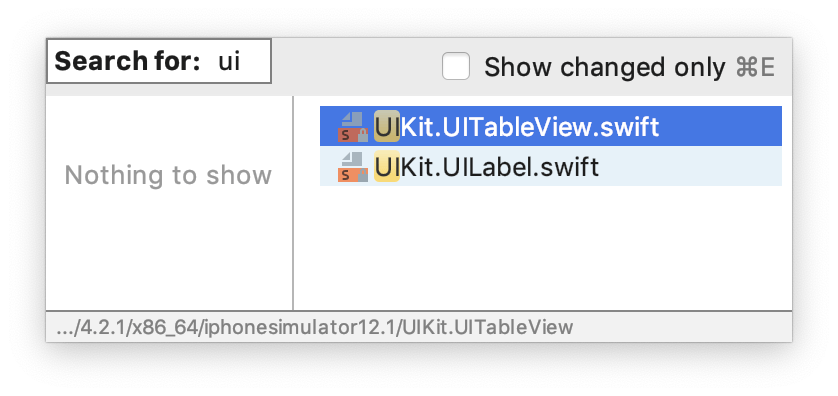 Search for: ui
Show changed only ⌘E
Nothing to show
UIKit.UITableView.swift
UIKit.UILabel.swift
.../4.2.1/x86_64/iphonesimulator12.1/UIKit.UITableView